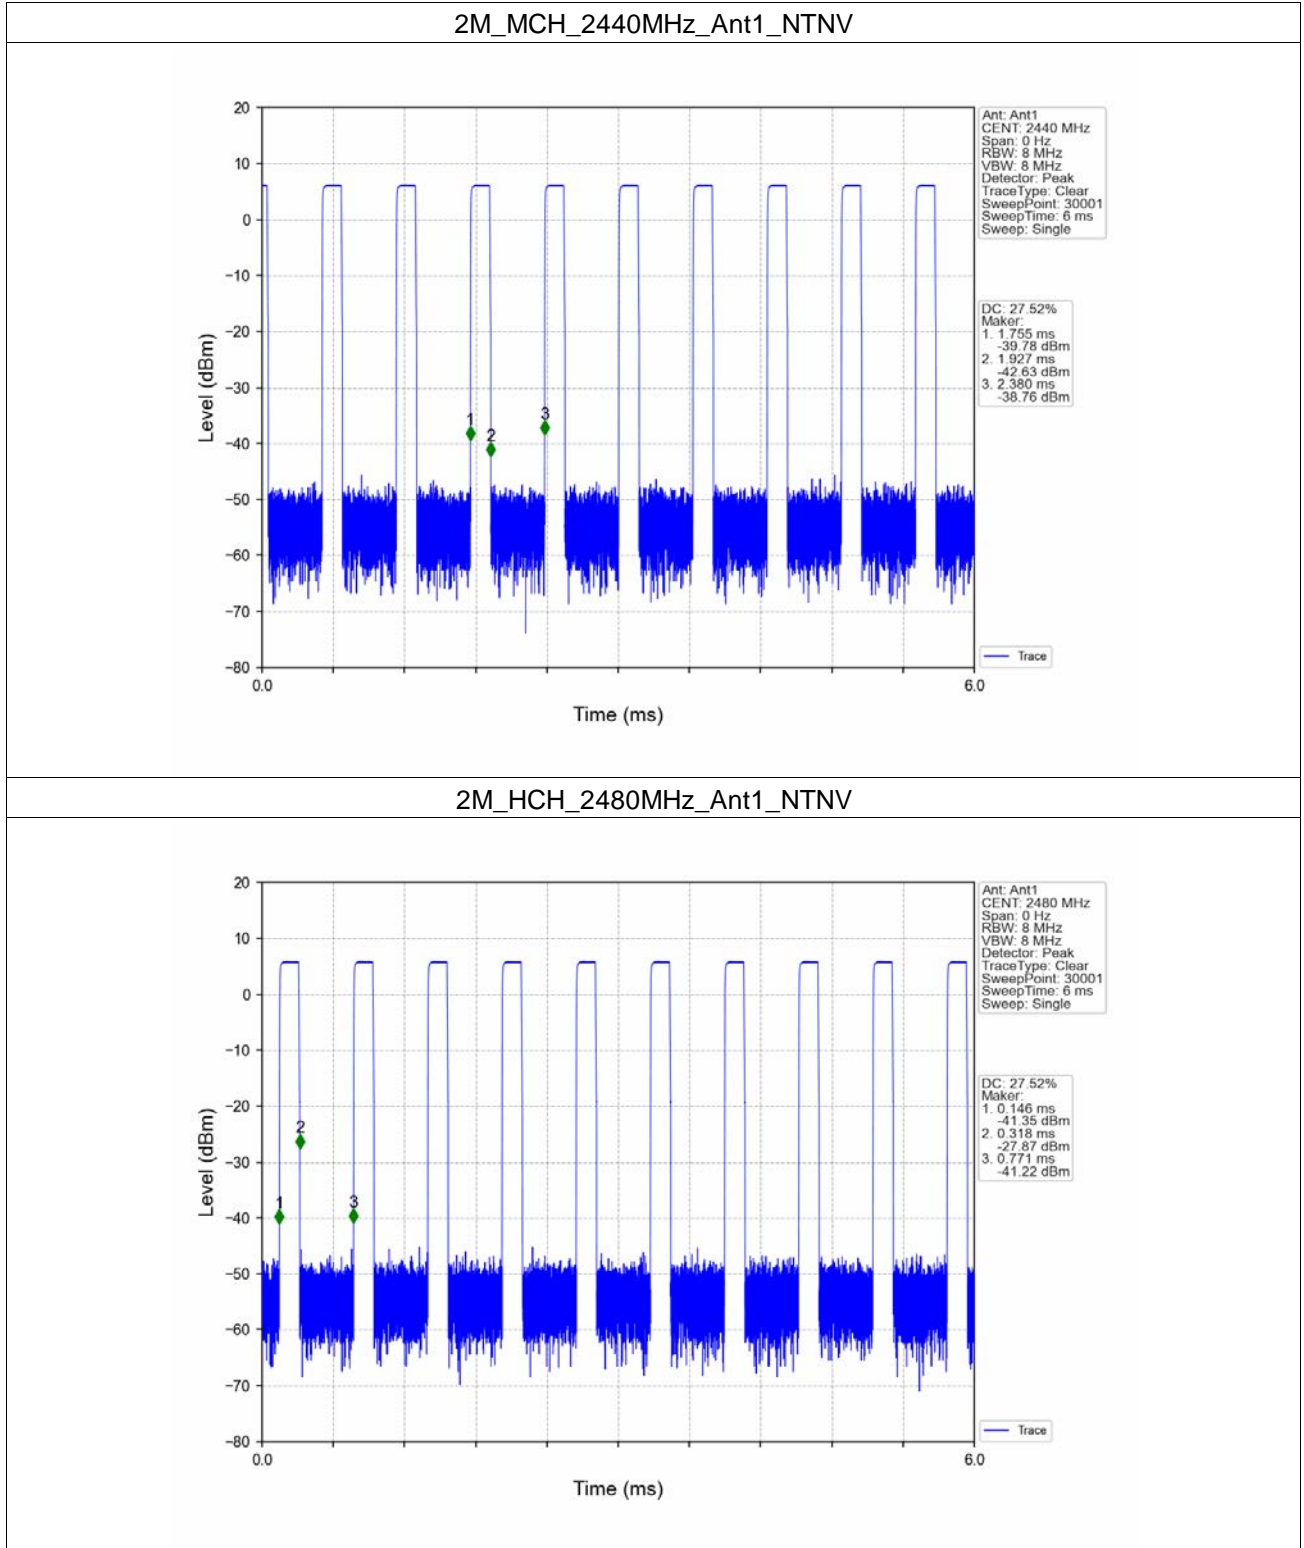 2M_MCH_2440MHz_Ant1_NTNV
20
10
0
−10
−20
−30
−40
−50
−60
−70
−80
Level (dBm)
1
2
3
0.0
6.0
Time (ms)
Ant: Ant1
CENT: 2440 MHz
Span: 0 Hz
RBW: 8 MHz
VBW: 8 MHz
Detector: Peak
TraceType: Clear
SweepPoint: 30001
SweepTime: 6 ms
Sweep: Single
DC: 27.52%
Maker:
1. 1.755 ms
-39.78 dBm
2. 1.927 ms
-42.63 dBm
3. 2.380 ms
-38.76 dBm
Trace
2M_HCH_2480MHz_Ant1_NTNV
20
10
0
−10
−20
−30
−40
−50
−60
−70
−80
Level (dBm)
1
2
3
0.0
6.0
Time (ms)
Ant: Ant1
CENT: 2480 MHz
Span: 0 Hz
RBW: 8 MHz
VBW: 8 MHz
Detector: Peak
TraceType: Clear
SweepPoint: 30001
SweepTime: 6 ms
Sweep: Single
DC: 27.52%
Maker:
1. 0.146 ms
-41.35 dBm
2. 0.318 ms
-27.87 dBm
3. 0.771 ms
-41.22 dBm
Trace